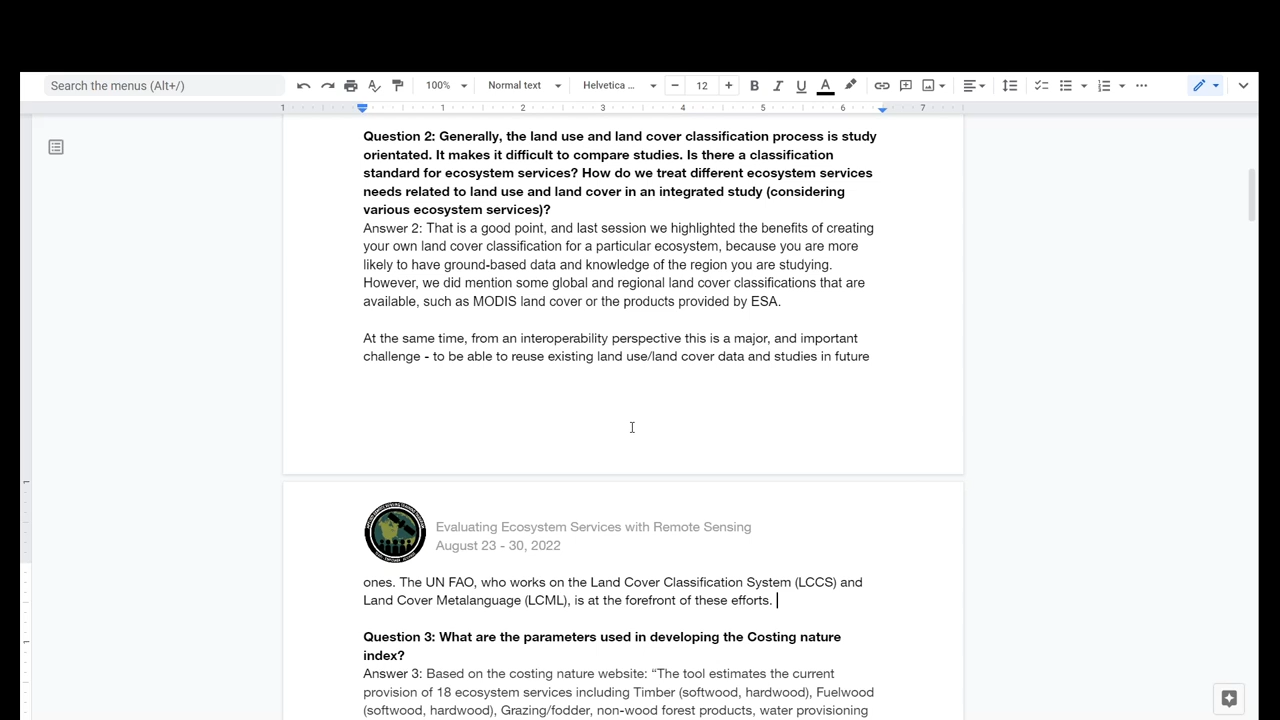 Search the menus (Alt+/)
100%
Normal text
Helvetica ...
12
B I U A
1 1 2 3 4 5 6 7
Question 2: Generally, the land use and land cover classification process is study
orientated. It makes it difficult to compare studies. Is there a classification
standard for ecosystem services? How do we treat different ecosystem services
needs related to land use and land cover in an integrated study (considering
various ecosystem services)?
Answer 2: That is a good point, and last session we highlighted the benefits of creating
your own land cover classification for a particular ecosystem, because you are more
likely to have ground-based data and knowledge of the region you are studying.
However, we did mention some global and regional land cover classifications that are
available, such as MODIS land cover or the products provided by ESA.
At the same time, from an interoperability perspective this is a major, and important
challenge - to be able to reuse existing land use/land cover data and studies in future
Evaluating Ecosystem Services with Remote Sensing
August 23 - 30, 2022
ones. The UN FAO, who works on the Land Cover Classification System (LCCS) and
Land Cover Metalanguage (LCML), is at the forefront of these efforts.
Question 3: What are the parameters used in developing the Costing nature
index?
Answer 3: Based on the costing nature website: “The tool estimates the current
provision of 18 ecosystem services including Timber (softwood, hardwood), Fuelwood
(softwood, hardwood), Grazing/fodder, non-wood forest products, water provisioning